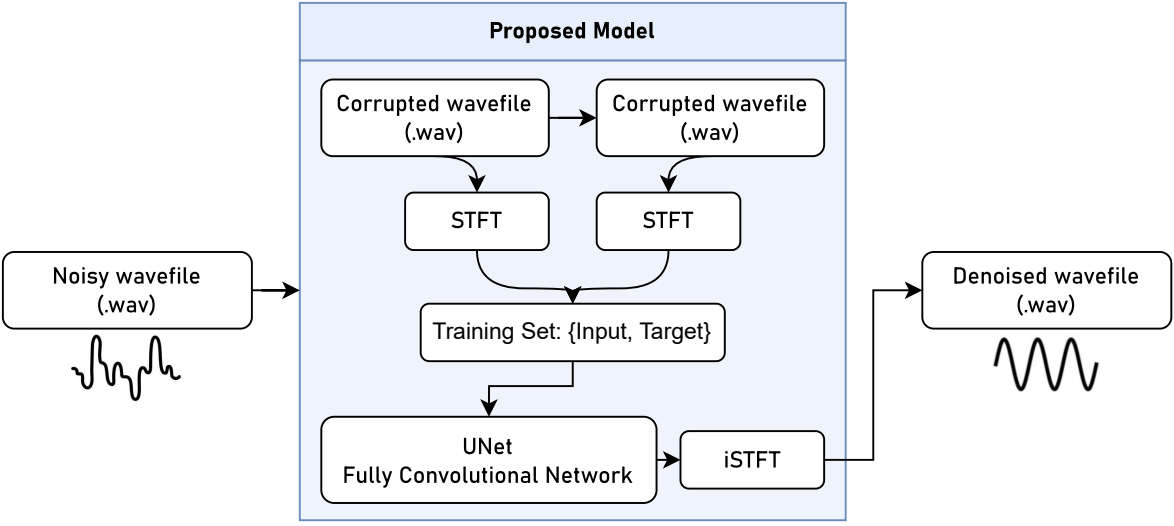 Proposed Model
Corrupted wavefile
(.wav)
Corrupted wavefile
(.wav)
STFT
STFT
Noisy wavefile
(.wav)
Denoised wavefile
(.wav)
Training Set: {Input, Target}
UNet
Fully Convolutional Network
iSTFT